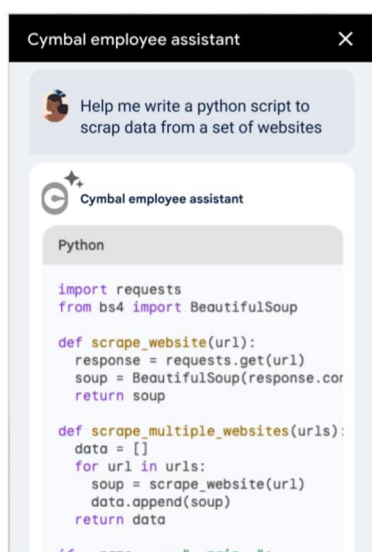 Cymbal employee assistant
Help me write a python script to
scrap data from a set of websites
Cymbal employee assistant
Python
import requests
from bs4 import BeautifulSoup
def scrape_website(url):
response = requests.get(url)
soup = BeautifulSoup(response.cor
return soup
def scrape_multiple_websites(urls):
data = []
for url in urls:
soup = scrape_website(url)
data.append(soup)
return data